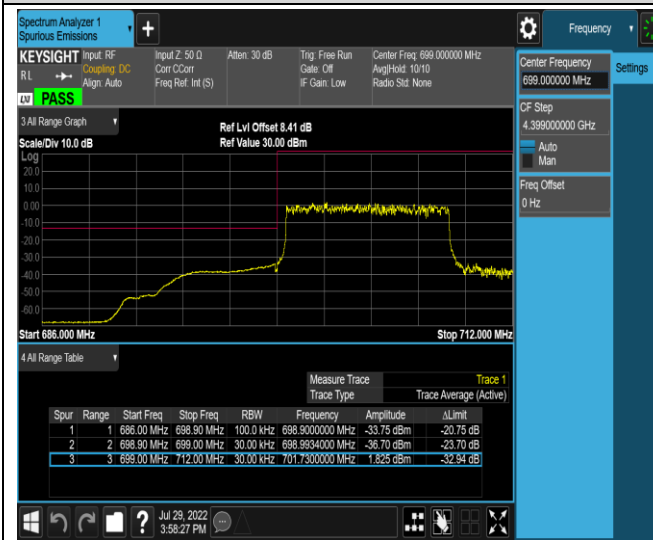 Spectrum Analyzer 1
Spurious Emissions
Frequency
KEYSIGHT Input: RF Input Z: 50 Ω Atten: 30 dB Trig: Free Run Center Freq: 699.000000 MHz
RL Coupling: DC Corr CCorr Gate: Off Avg|Hold: 10/10
Align: Auto Freq Ref: Int (S) IF Gain: Low Radio Std: None
LXI PASS
Center Frequency
699.000000 MHz
Settings
CF Step
4.399000000 GHz
Auto
Man
Freq Offset
0 Hz
3 All Range Graph
Ref Lvl Offset 8.41 dB
Scale/Div 10.0 dB Ref Value 30.00 dBm
Log
20.0
10.0
0.00
-10.0
-20.0
-30.0
-40.0
-50.0
-60.0
Start 686.000 MHz Stop 712.000 MHz
4 All Range Table
Measure Trace Trace 1
Trace Type Trace Average (Active)
Spur Range Start Freq Stop Freq RBW Frequency Amplitude ΔLimit
1 1 686.00 MHz 698.90 MHz 100.0 kHz 698.9000000 MHz -33.75 dBm -20.75 dB
2 2 698.90 MHz 699.00 MHz 30.00 kHz 698.9934000 MHz -36.70 dBm -23.70 dB
3 3 699.00 MHz 712.00 MHz 30.00 kHz 701.7300000 MHz 1.825 dBm -32.94 dB
Jul 29, 2022
3:58:27 PM